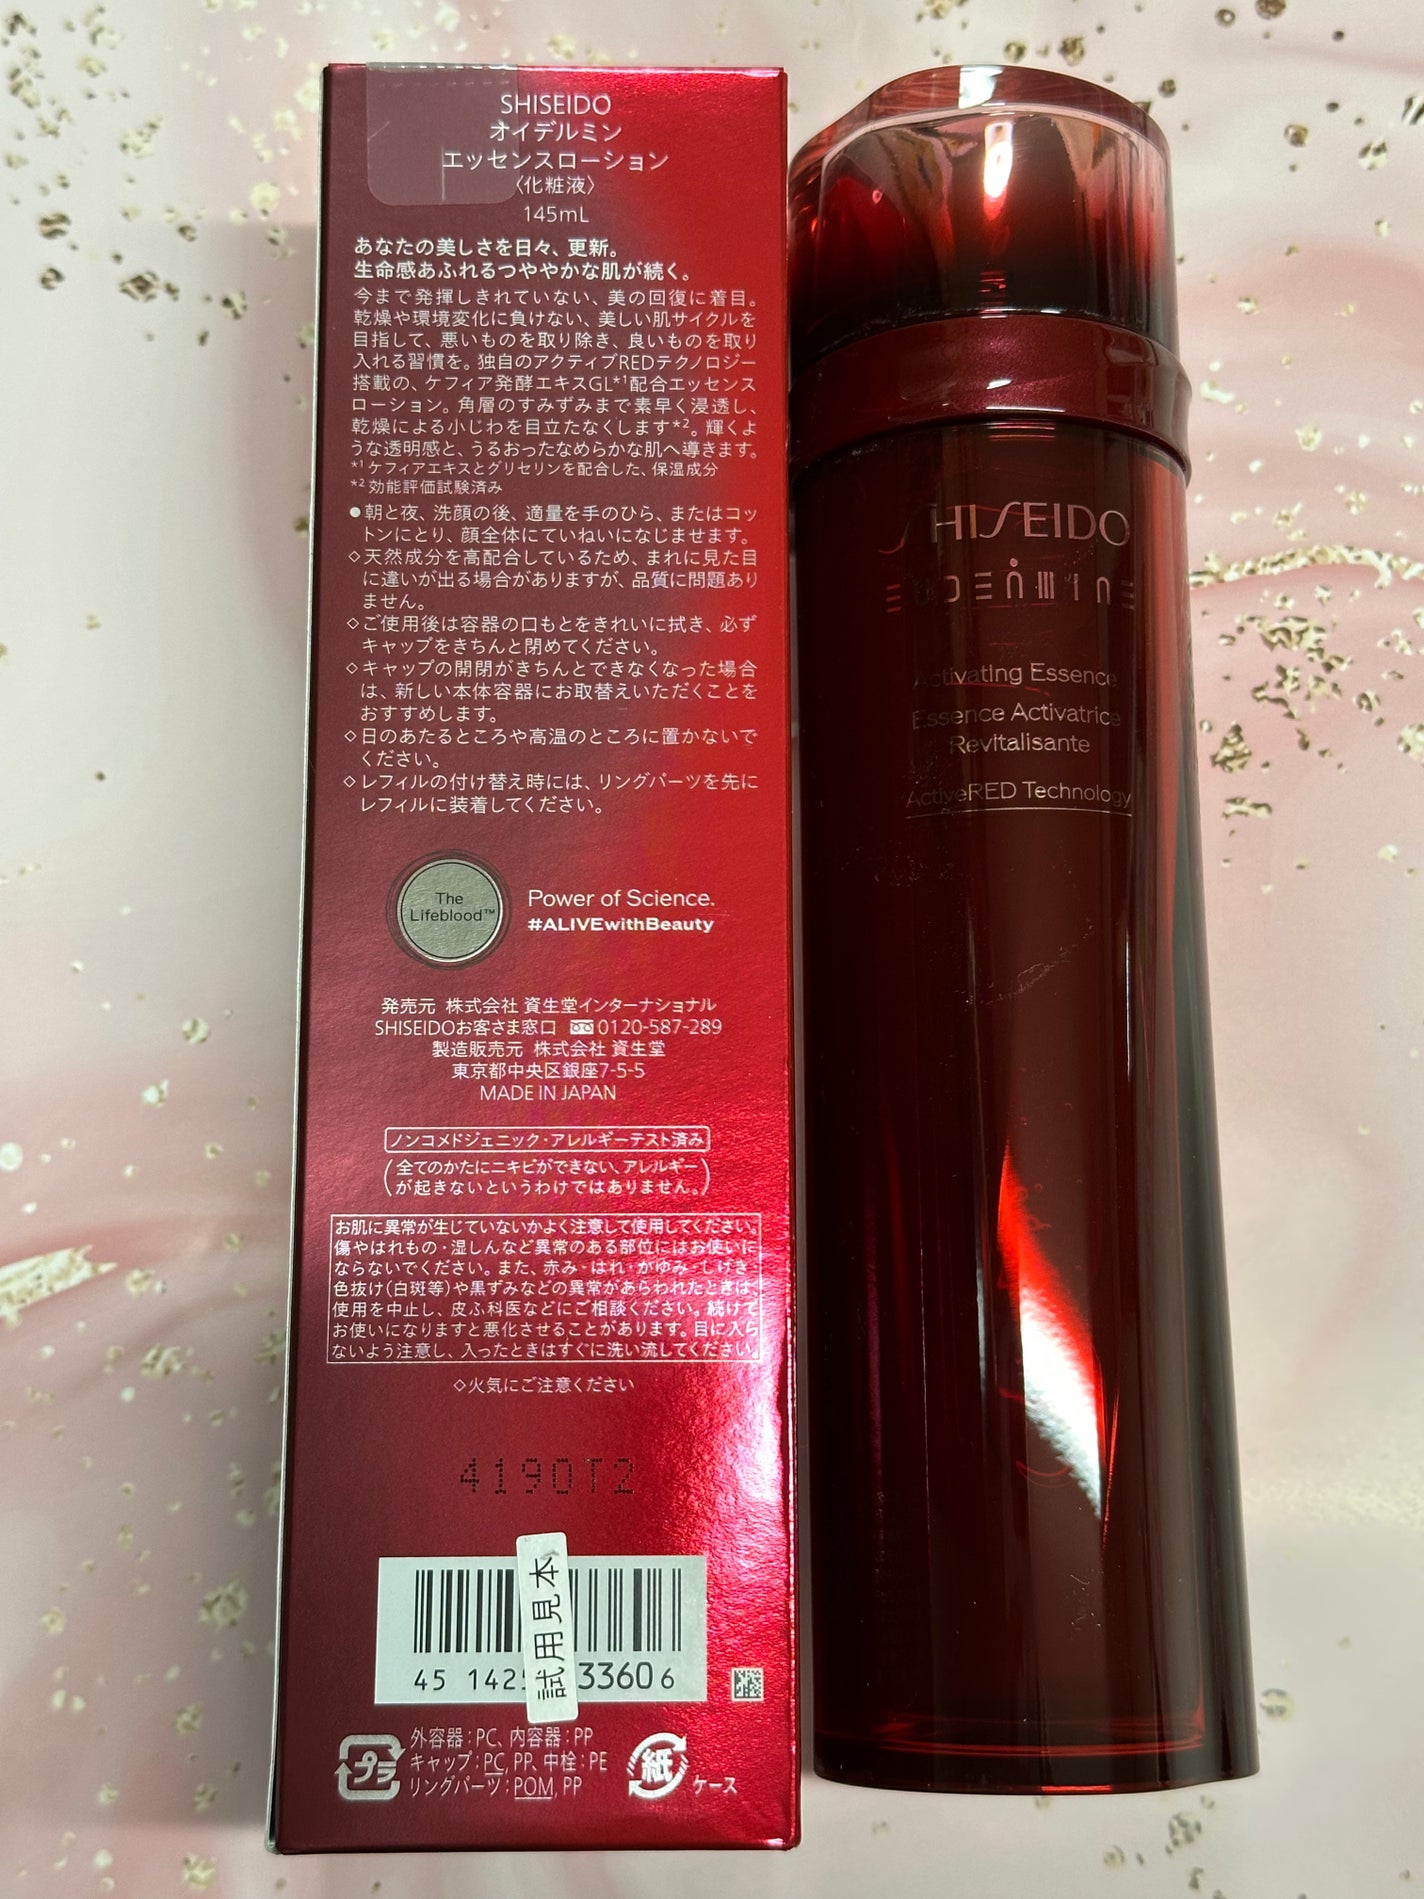 SHISEIDO
オイデルミン
エッセンスローション
〈化粧液〉
145mL
あなたの美しさを日々、更新。
生命感あふれるつややかな肌が続く。
今まで発揮しきれていない、美の回復に着目。
乾燥や環境変化に負けない、美しい肌サイクルを
目指して、悪いものを取り除き、良いものを取り
入れる習慣を。独自のアクティブREDテクノロジー
搭載の、ケフィア発酵エキスGL*1配合エッセンス
ローション。角層のすみずみまで素早く浸透し、
乾燥による小じわを目立たなくします*2。輝くよ
うな透明感と、うるおったなめらかな肌へ導きます。
*1 ケフィアエキスとグリセリンを配合した、保湿成分
*2 効能評価試験済み
●朝と夜、洗顔の後、適量を手のひら、またはコッ
トンにとり、顔全体にていねいになじませます。
◇天然成分を高配合しているため、まれに見た目
に違いが出る場合がありますが、品質に問題あり
ません。
◇ご使用後は容器の口もとをきれいに拭き、必ず
キャップをきちんと閉めてください。
◇キャップの開閉がきちんとできなくなった場合
は、新しい本体容器にお取替えいただくことを
おすすめします。
◇日のあたるところや高温のところに置かないで
ください。
◇レフィルの付け替え時には、リングパーツを先に
レフィルに装着してください。
The
Lifeblood™
Power of Science.
#ALIVEwithBeauty
発売元 株式会社 資生堂インターナショナル
SHISEIDOお客さま窓口 0120-587-289
製造販売元 株式会社 資生堂
東京都中央区銀座7-5-5
MADE IN JAPAN
ノンコメドジェニック・アレルギーテスト済み
(全てのかたにニキビができない、アレルギー
が起きないというわけではありません。)
お肌に異常が生じていないかよく注意して使用してください。
傷やはれもの・湿しんなど異常のある部位にはお使いに
ならないでください。また、赤み・はれ・かゆみ・しげき、
色抜け(白斑等)や黒ずみなどの異常があらわれたときは、
使用を中止し、皮ふ科医などにご相談ください。続けて
お使いになりますと悪化させることがあります。目に入ら
ないよう注意し、入ったときはすぐに洗い流してください。
◇火気にご注意ください
4190T2
試用見本
45 142 33606
プラ
外容器：PC、内容器：PP
キャップ：PC, PP、中栓：PE
リングパーツ：POM, PP
紙
ケース
SHISEIDO
EUDERMINE
Activating Essence
Essence Activatrice
Revitalisante
ActiveRED Technology